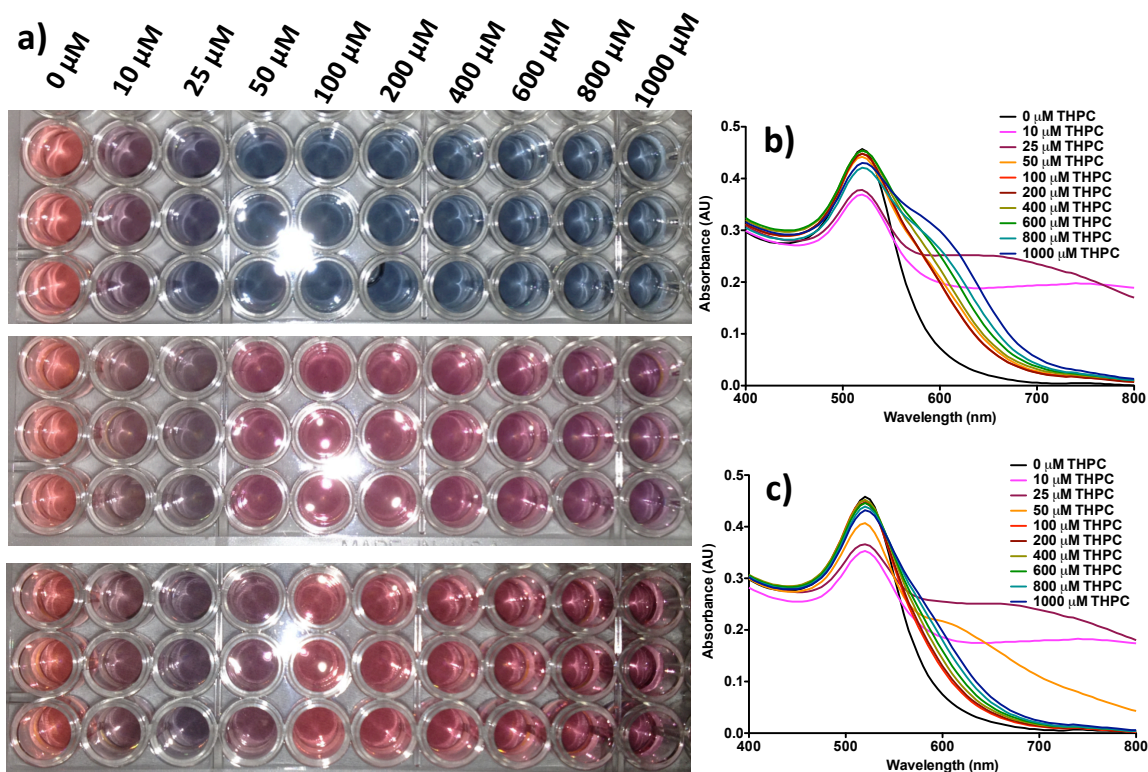 a)
0 μM
10 μM
25 μM
50 μM
100 μM
200 μM
400 μM
600 μM
800 μM
1000 μM
b)
0 μM THPC
10 μM THPC
25 μM THPC
50 μM THPC
100 μM THPC
200 μM THPC
400 μM THPC
600 μM THPC
800 μM THPC
1000 μM THPC
0.5
0.4
0.3
0.2
0.1
0.0
400
500
600
700
800
Absorbance (AU)
Wavelength (nm)
c)
0 μM THPC
10 μM THPC
25 μM THPC
50 μM THPC
100 μM THPC
200 μM THPC
400 μM THPC
600 μM THPC
800 μM THPC
1000 μM THPC
0.5
0.4
0.3
0.2
0.1
0.0
400
500
600
700
800
Absorbance (AU)
Wavelength (nm)